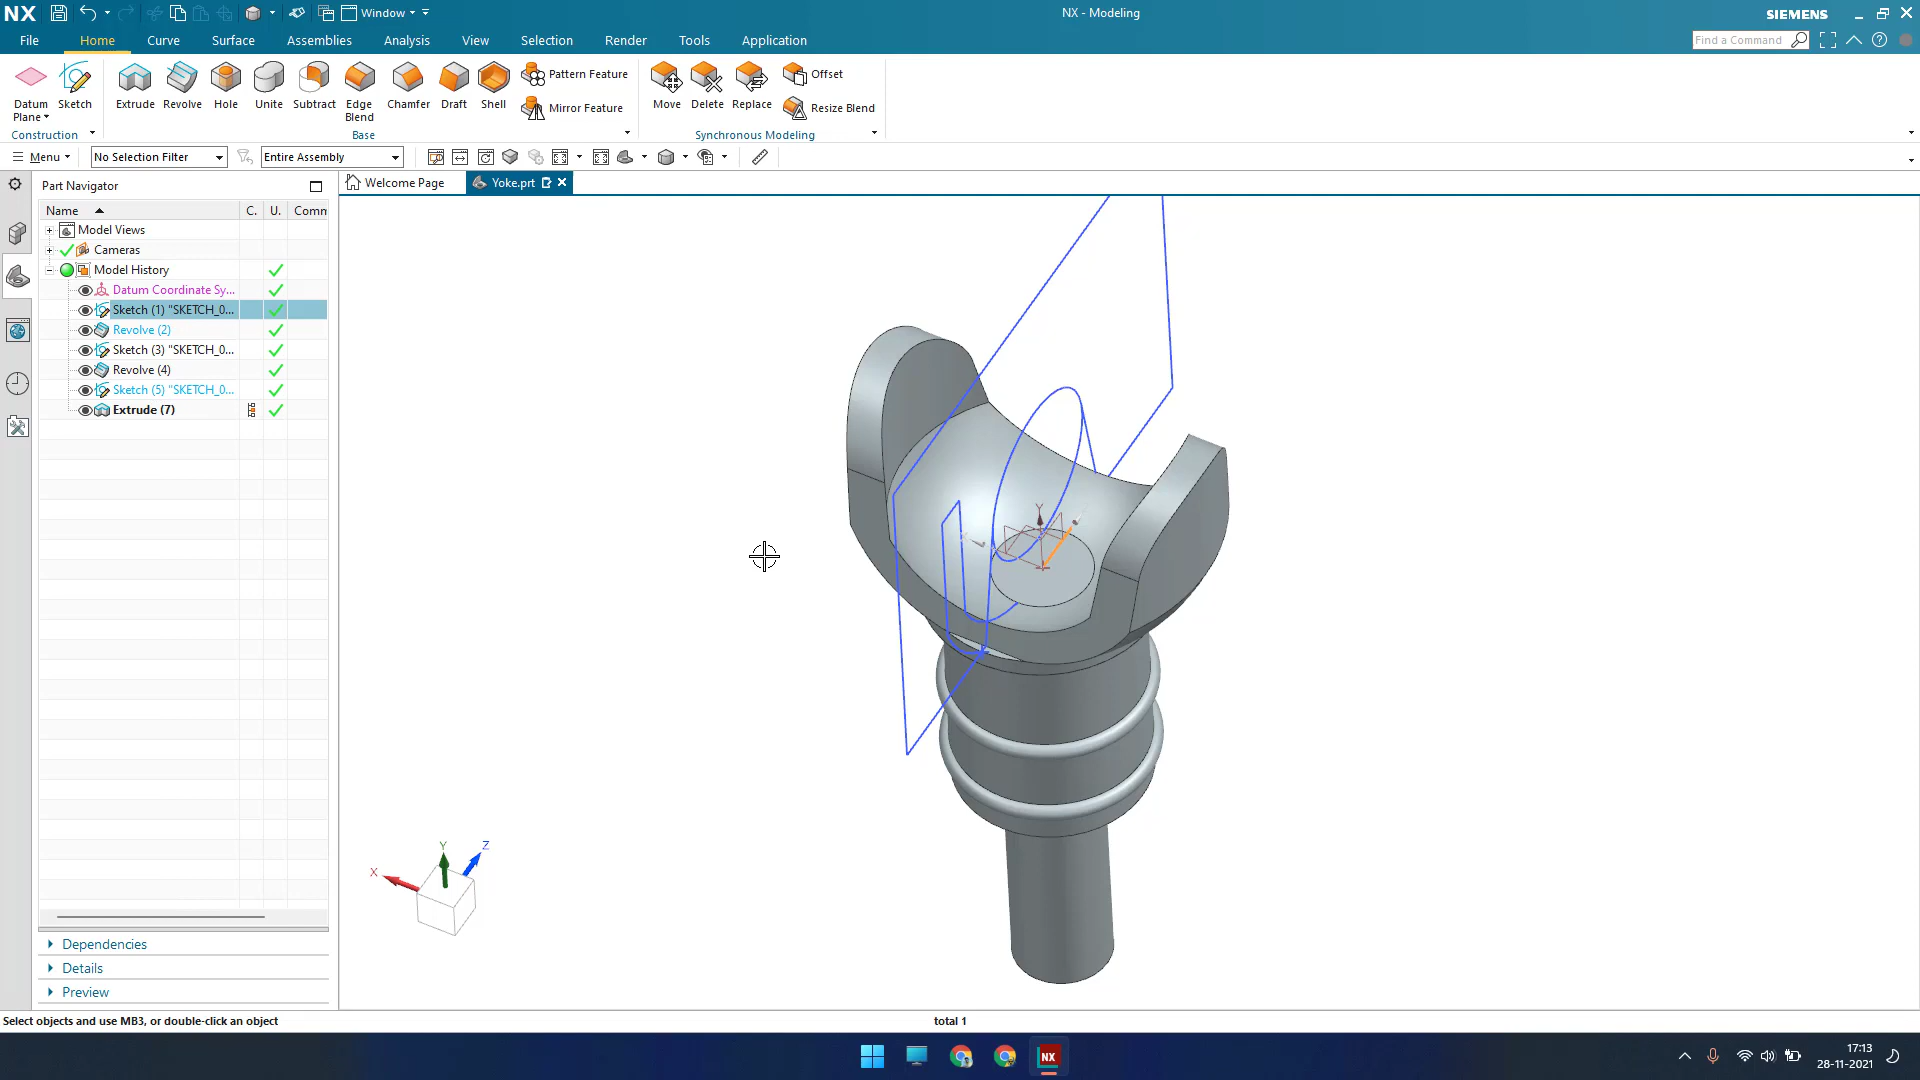 NX
Window
NX - Modeling
SIEMENS
File Home Curve Surface Assemblies Analysis View Selection Render Tools Application
Find a Command
Datum Plane
Sketch
Extrude
Revolve
Hole
Unite
Subtract
Edge Blend
Chamfer
Draft
Shell
Pattern Feature
Mirror Feature
Move
Delete
Replace
Offset
Resize Blend
Construction
Base
Synchronous Modeling
Menu
No Selection Filter
Entire Assembly
Part Navigator
Welcome Page
Yoke.prt
Name C. U. Comm
Model Views
Cameras
Model History
Datum Coordinate Sy...
Sketch (1) "SKETCH_0...
Revolve (2)
Sketch (3) "SKETCH_0...
Revolve (4)
Sketch (5) "SKETCH_0...
Extrude (7)
Y
X
Y
Z
Dependencies
Details
Preview
Select objects and use MB3, or double-click an object
total 1
NX
17:13
28-11-2021